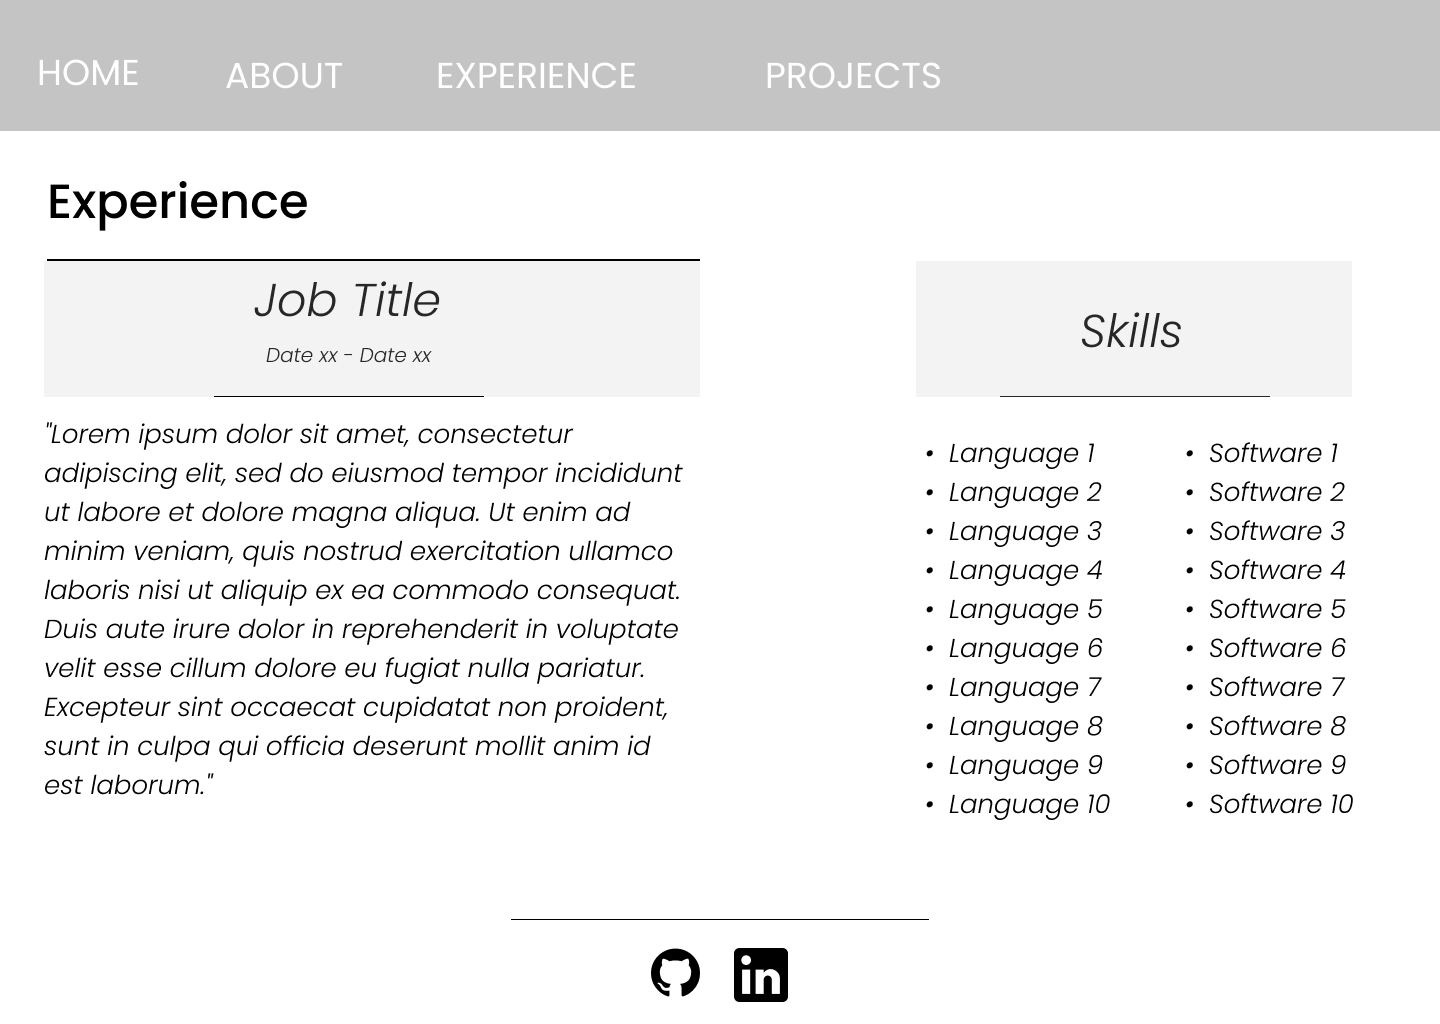 HOME ABOUT EXPERIENCE PROJECTS
Experience
Job Title
Date xx - Date xx
"Lorem ipsum dolor sit amet, consectetur
adipiscing elit, sed do eiusmod tempor incididunt
ut labore et dolore magna aliqua. Ut enim ad
minim veniam, quis nostrud exercitation ullamco
laboris nisi ut aliquip ex ea commodo consequat.
Duis aute irure dolor in reprehenderit in voluptate
velit esse cillum dolore eu fugiat nulla pariatur.
Excepteur sint occaecat cupidatat non proident,
sunt in culpa qui officia deserunt mollit anim id
est laborum."
Skills
• Language 1
• Language 2
• Language 3
• Language 4
• Language 5
• Language 6
• Language 7
• Language 8
• Language 9
• Language 10
• Software 1
• Software 2
• Software 3
• Software 4
• Software 5
• Software 6
• Software 7
• Software 8
• Software 9
• Software 10
in